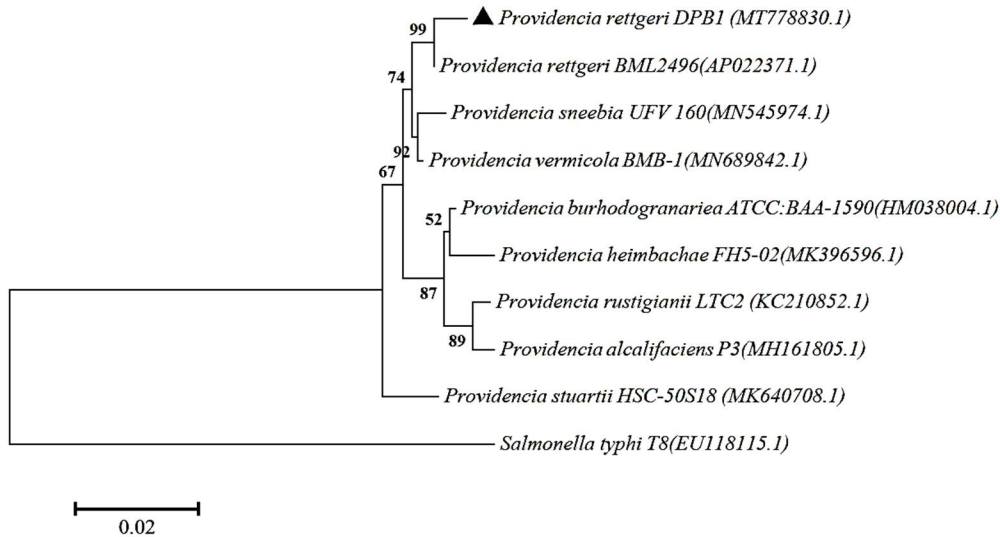 99
Providencia rettgeri DPB1 (MT778830.1)
Providencia rettgeri BML2496(AP022371.1)
74
Providencia sneebia UFV 160(MN545974.1)
92
Providencia vermicola BMB-1(MN689842.1)
67
Providencia burhodogranariea ATCC:BAA-1590(HM038004.1)
52
Providencia heimbachae FH5-02(MK396596.1)
87
Providencia rustigianii LTC2 (KC210852.1)
89
Providencia alcalifaciens P3(MH161805.1)
Providencia stuartii HSC-50S18 (MK640708.1)
Salmonella typhi T8(EU118115.1)
0.02